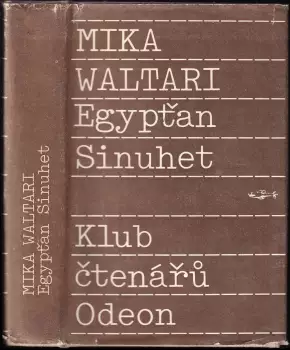 MIKA WALTARI
Egypťan Sinuhet
MIKA
WALTARI
Egypťan
Sinuhet
Klub
čtenářů
Odeon